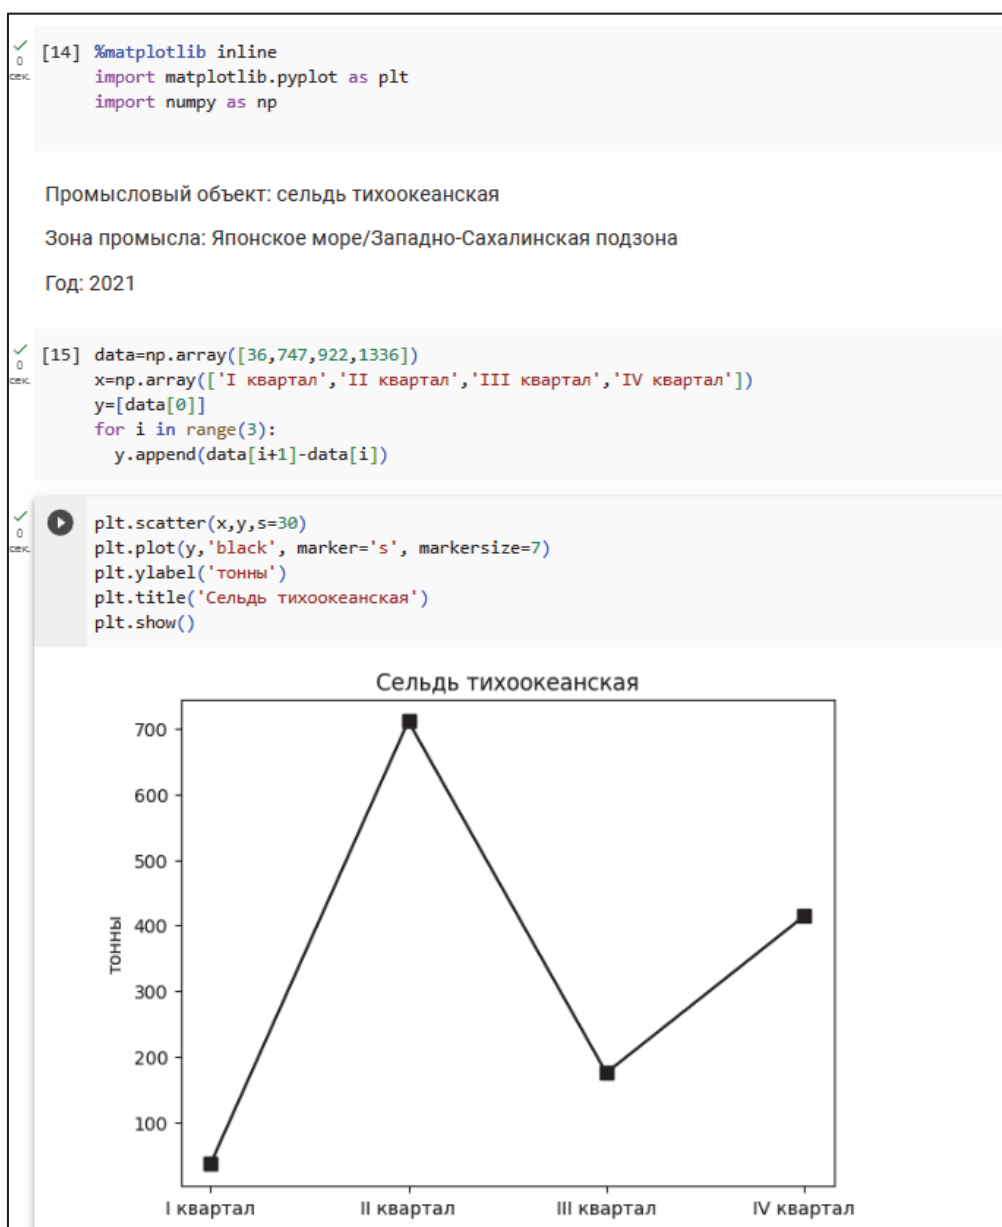 [14] %matplotlib inline
0
сек.
import matplotlib.pyplot as plt
import numpy as np
Промысловый объект: сельдь тихоокеанская
Зона промысла: Японское море/Западно-Сахалинская подзона
Год: 2021
[15] data=np.array([36,747,922,1336])
0
сек.
x=np.array(['I квартал','II квартал','III квартал','IV квартал'])
y=[data[0]]
for i in range(3):
y.append(data[i+1]-data[i])
plt.scatter(x,y,s=30)
0
сек.
plt.plot(y,'black', marker='s', markersize=7)
plt.ylabel('тонны')
plt.title('Сельдь тихоокеанская')
plt.show()
Сельдь тихоокеанская
700
600
500
400
300
200
100
тонны
I квартал II квартал III квартал IV квартал